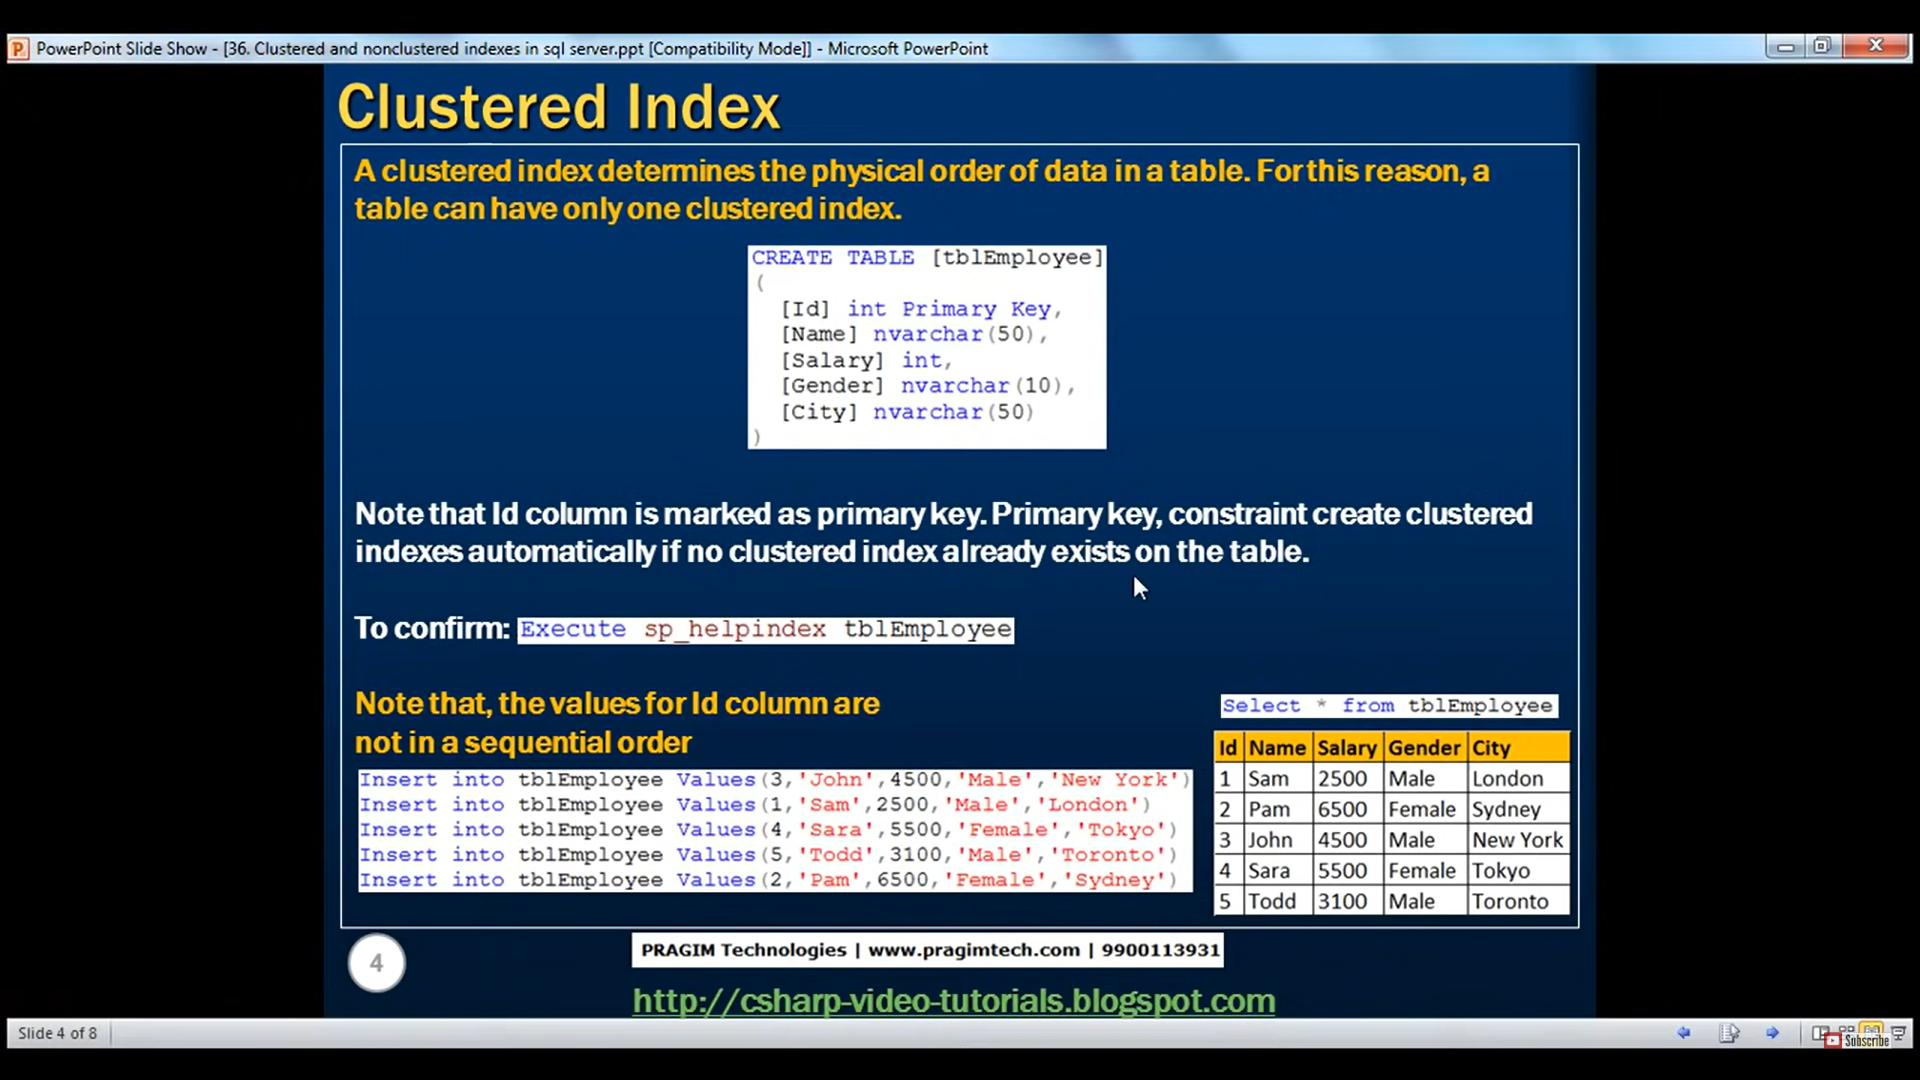 PowerPoint Slide Show - [36. Clustered and nonclustered indexes in sql server.ppt [Compatibility Mode]] - Microsoft PowerPoint
Clustered Index
A clustered index determines the physical order of data in a table. For this reason, a
table can have only one clustered index.
CREATE TABLE [tblEmployee]
(
[Id] int Primary Key,
[Name] nvarchar(50),
[Salary] int,
[Gender] nvarchar(10),
[City] nvarchar(50)
)
Note that Id column is marked as primary key. Primary key, constraint create clustered
indexes automatically if no clustered index already exists on the table.
To confirm: Execute sp_helpindex tblEmployee
Note that, the values for Id column are
not in a sequential order
Insert into tblEmployee Values(3,'John',4500,'Male','New York')
Insert into tblEmployee Values(1,'Sam',2500,'Male','London')
Insert into tblEmployee Values(4,'Sara',5500,'Female','Tokyo')
Insert into tblEmployee Values(5,'Todd',3100,'Male','Toronto')
Insert into tblEmployee Values(2,'Pam',6500,'Female','Sydney')
Select * from tblEmployee
Id Name Salary Gender City
1 Sam 2500 Male London
2 Pam 6500 Female Sydney
3 John 4500 Male New York
4 Sara 5500 Female Tokyo
5 Todd 3100 Male Toronto
4
PRAGIM Technologies | www.pragimtech.com | 9900113931
http://csharp-video-tutorials.blogspot.com
Slide 4 of 8
Subscribe